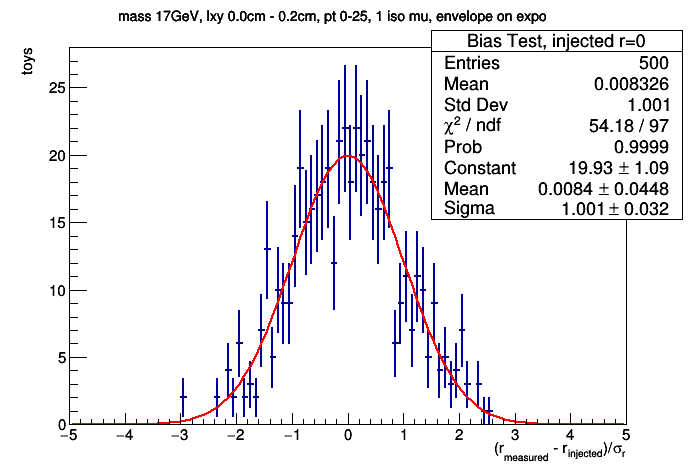 mass 17GeV, lxy 0.0cm - 0.2cm, pt 0-25, 1 iso mu, envelope on expo
Bias Test, injected r=0
Entries 500
Mean 0.008326
Std Dev 1.001
χ² / ndf 54.18 / 97
Prob 0.9999
Constant 19.93 ± 1.09
Mean 0.0084 ± 0.0448
Sigma 1.001 ± 0.032
toys
25
20
15
10
5
0
−5 −4 −3 −2 −1 0 1 2 3 4 5
(r_measured - r_injected)/σ_r